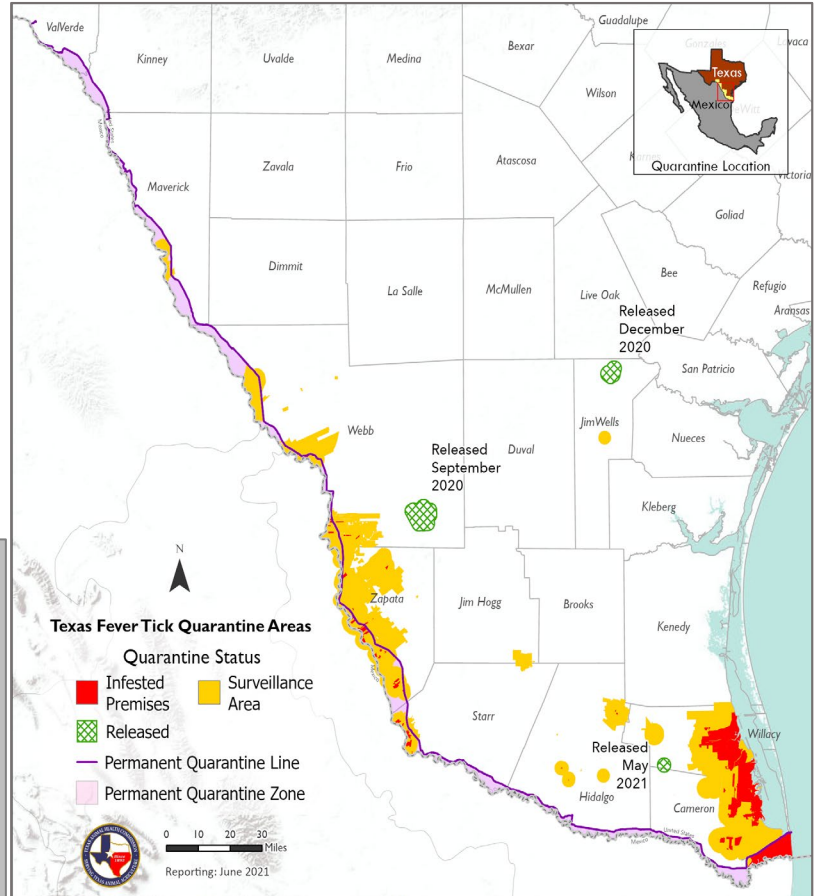 ValVerde
Kinney
Uvalde
Medina
Bexar
Guadalupe
Wilson
Texas
Mexico
Quarantine Location
Maverick
Zavala
Frio
Atascosa
Goliad
Dimmit
La Salle
McMullen
Live Oak
Bee
Refugio
Aransas
Released
December
2020
San Patricio
Webb
Duval
JimWells
Nueces
Released
September
2020
Kleberg
N
Zapata
Jim Hogg
Brooks
Kenedy
Texas Fever Tick Quarantine Areas
Quarantine Status
Infested
Premises
Surveillance
Area
Released
Permanent Quarantine Line
Permanent Quarantine Zone
Starr
Willacy
Released
May
2021
Hidalgo
Cameron
United States
Mexico
Mexico
0 10 20 30
Miles
Reporting: June 2021